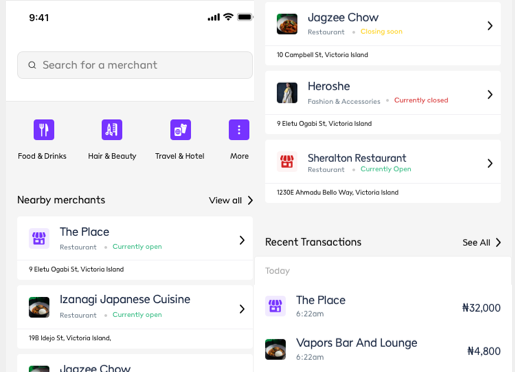 9:41
Search for a merchant
Food & Drinks
Hair & Beauty
Travel & Hotel
More
Nearby merchants
View all
The Place
Restaurant
Currently open
9 Eletu Ogabi St, Victoria Island
Izanagi Japanese Cuisine
Restaurant
Currently open
19B Idejo St, Victoria Island,
Jagzee Chow
Jagzee Chow
Restaurant
Closing soon
10 Campbell St, Victoria Island
Heroshe
Fashion & Accessories
Currently closed
9 Eletu Ogabi St, Victoria Island
Sheralton Restaurant
Restaurant
Currently Open
1230E Ahmadu Bello Way, Victoria Island
Recent Transactions
See All
Today
The Place
6:22am
₦32,000
Vapors Bar And Lounge
6:22am
₦4,800